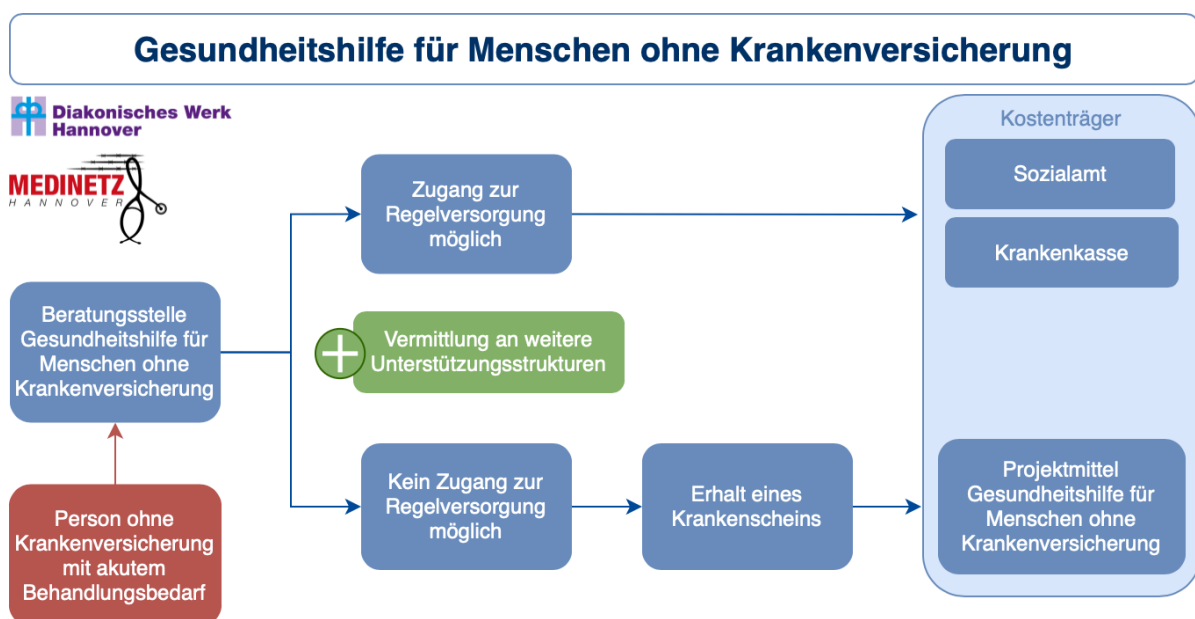 Gesundheitshilfe für Menschen ohne Krankenversicherung
Diakonisches Werk
Hannover
MEDINETZ
HANNOVER
Kostenträger
Sozialamt
Krankenkasse
Zugang zur
Regelversorgung
möglich
Beratungsstelle
Gesundheitshilfe für
Menschen ohne
Krankenversicherung
Vermittlung an weitere
Unterstützungsstrukturen
Kein Zugang zur
Regelversorgung
möglich
Erhalt eines
Krankenscheins
Projektmittel
Gesundheitshilfe für
Menschen ohne
Krankenversicherung
Person ohne
Krankenversicherung
mit akutem
Behandlungsbedarf